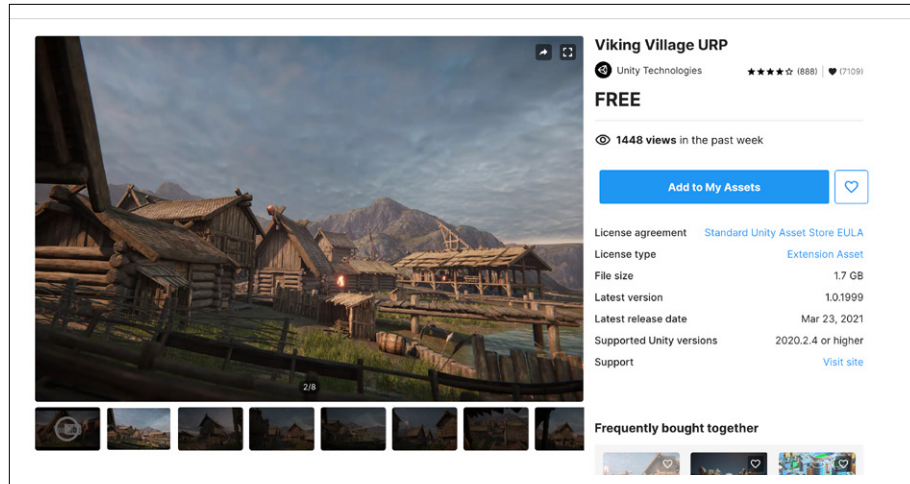 Viking Village URP
Unity Technologies
(888)
(7109)
FREE
1448 views in the past week
Add to My Assets
License agreement Standard Unity Asset Store EULA
License type Extension Asset
File size 1.7 GB
Latest version 1.0.1999
Latest release date Mar 23, 2021
Supported Unity versions 2020.2.4 or higher
Support Visit site
2/8
Frequently bought together